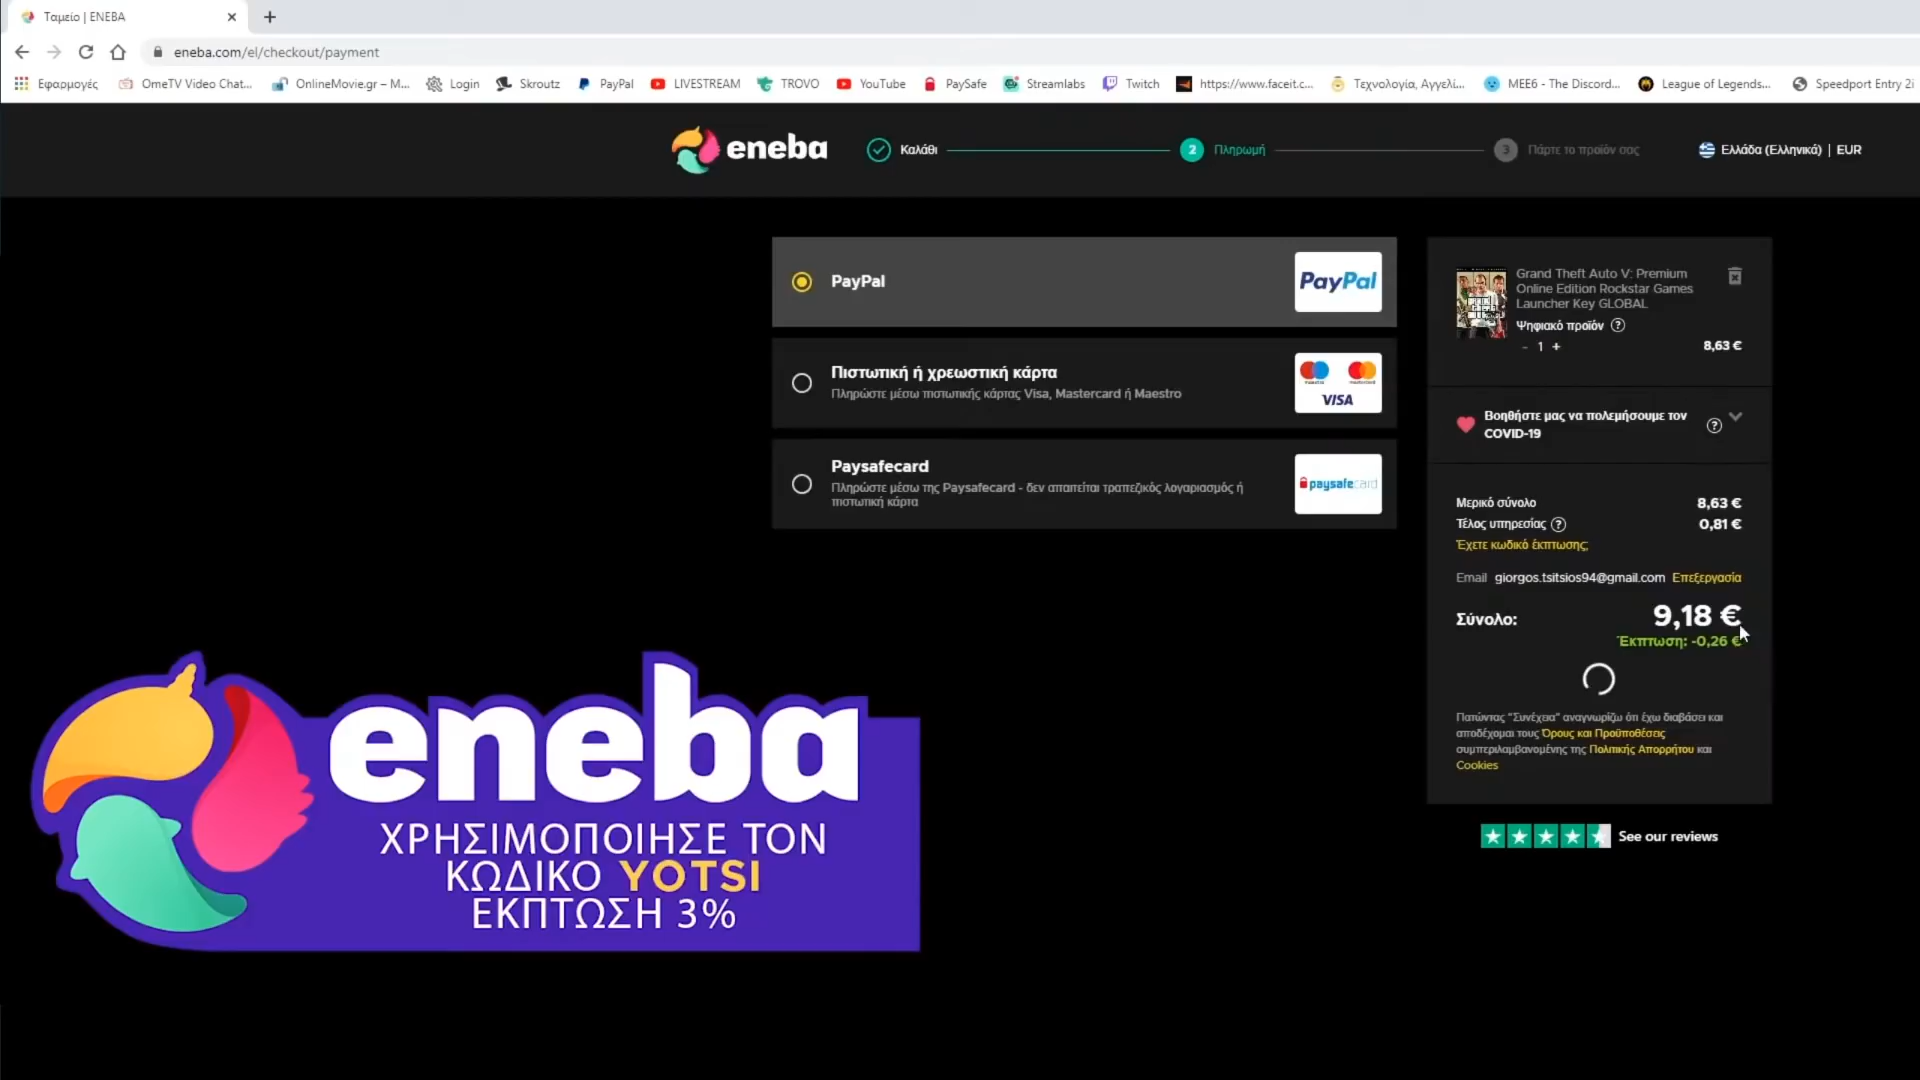 Ταμείο | ENEBA
eneba.com/el/checkout/payment
Εφαρμογές
OmeTV Video Chat...
OnlineMovie.gr – M...
Login
Skroutz
PayPal
LIVESTREAM
TROVO
YouTube
PaySafe
Streamlabs
Twitch
https://www.faceit.c...
Τεχνολογία, Αγγελί...
MEE6 - The Discord...
League of Legends...
Speedport Entry 2i
eneba
Καλάθι
2 Πληρωμή
3 Πάρτε το προϊόν σας
Ελλάδα (Ελληνικά) | EUR
PayPal
PayPal
Πιστωτική ή χρεωστική κάρτα
Πληρώστε μέσω πιστωτικής κάρτας Visa, Mastercard ή Maestro
VISA
Paysafecard
Πληρώστε μέσω της Paysafecard - δεν απαιτείται τραπεζικός λογαριασμός ή
πιστωτική κάρτα
paysafecard
Grand Theft Auto V: Premium
Online Edition Rockstar Games
Launcher Key GLOBAL
Ψηφιακό προϊόν ?
- 1 +
8,63 €
Βοηθήστε μας να πολεμήσουμε τον
COVID-19
?
Μερικό σύνολο 8,63 €
Τέλος υπηρεσίας ? 0,81 €
Έχετε κωδικό έκπτωσης;
Email giorgos.tsitsios94@gmail.com Επεξεργασία
Σύνολο: 9,18 €
Έκπτωση: -0,26 €
Πατώντας "Συνέχεια" αναγνωρίζω ότι έχω διαβάσει και
αποδέχομαι τους Όρους και Προϋποθέσεις
συμπεριλαμβανομένης της Πολιτικής Απορρήτου και
Cookies
See our reviews
eneba
ΧΡΗΣΙΜΟΠΟΙΗΣΕ ΤΟΝ
ΚΩΔΙΚΟ YOTSI
ΕΚΠΤΩΣΗ 3%